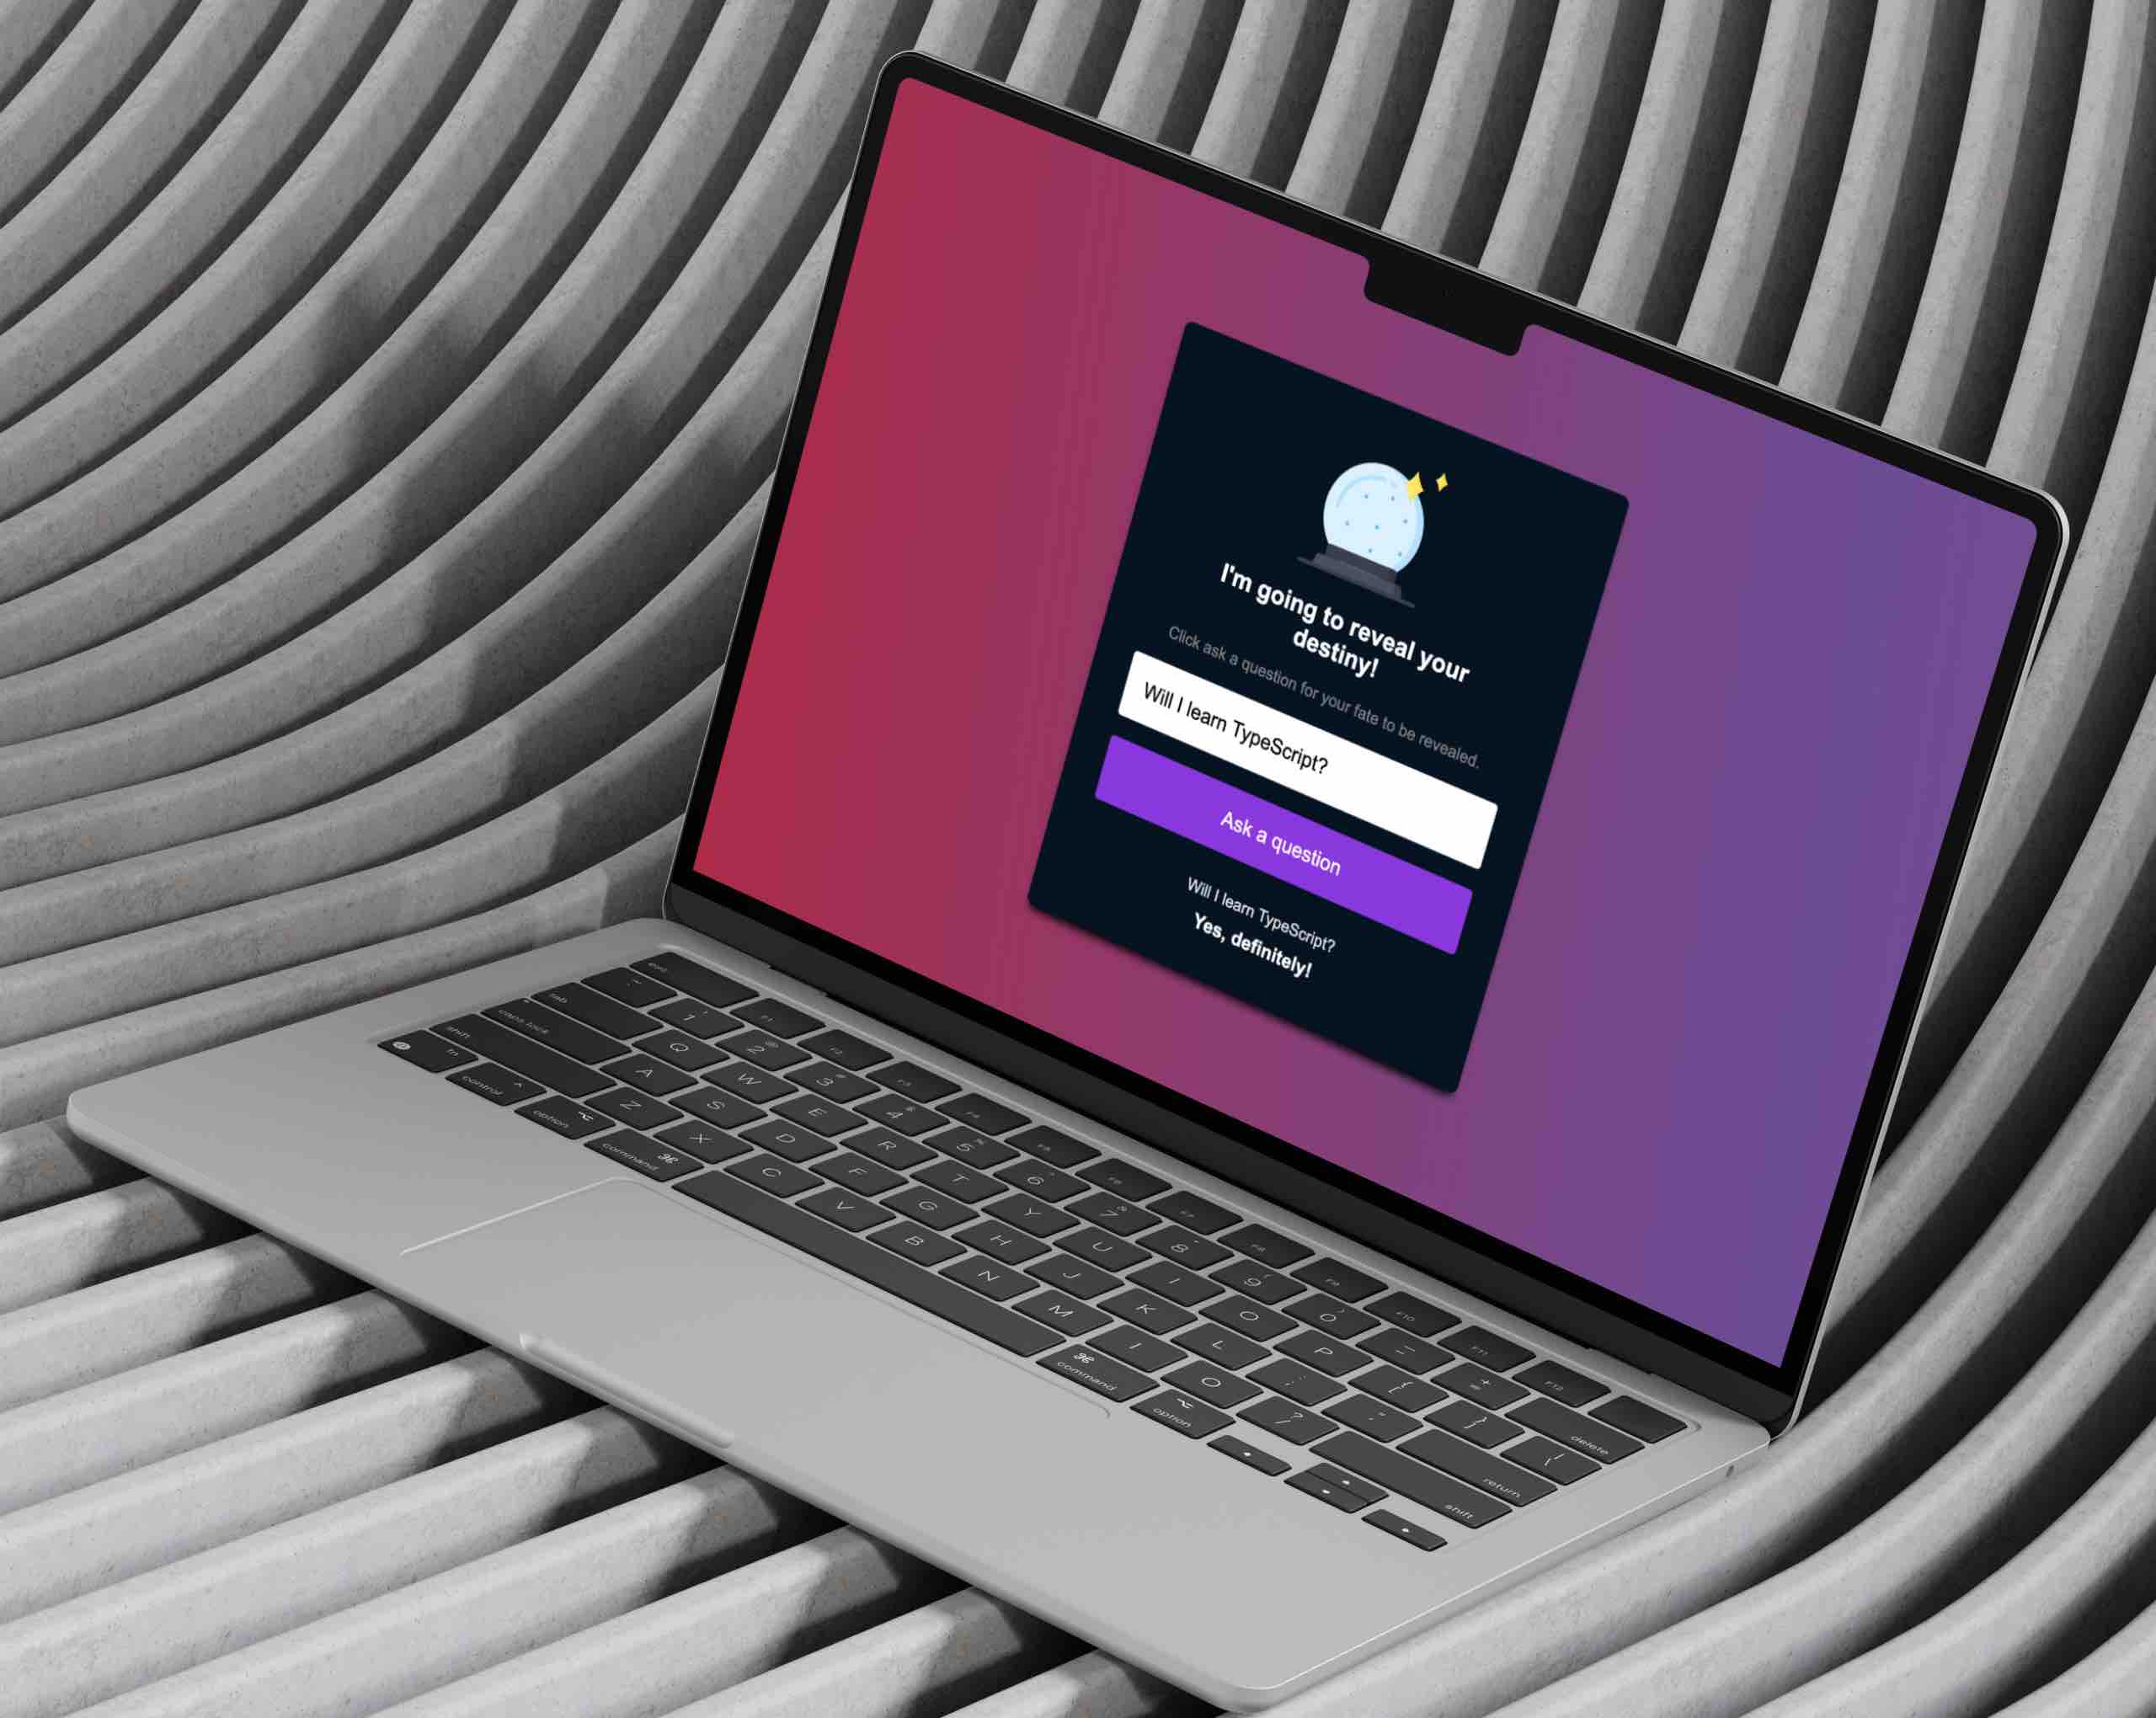 I'm going to reveal your
destiny!
Click ask a question for your fate to be revealed.
Will I learn TypeScript?
Ask a question
Will I learn TypeScript?
Yes, definitely!
esc
F1
F2
F3
F4
F5
F6
F7
F8
F9
F10
F11
F12
1 2 3 4 5 6 7 8 9 0
delete
tab
Q W E R T Y U I O P
caps lock
A S D F G H J K L
return
shift
Z X C V B N M
shift
fn
control
option
command
command
option